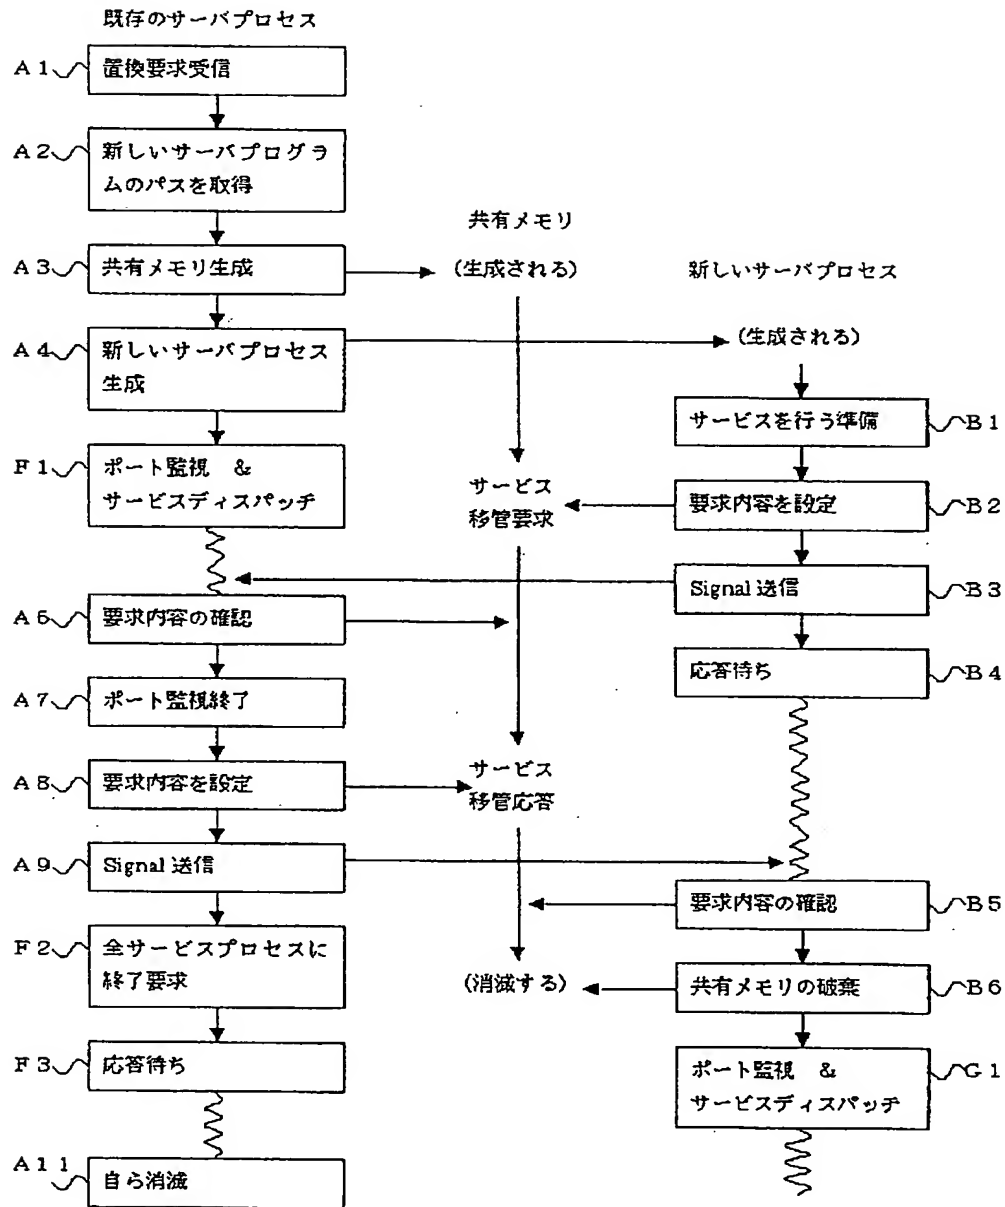 既存のサーバプロセス
A1
置換要求受信
A2
新しいサーバプログラ
ムのパスを取得
共有メモリ
A3
共有メモリ生成
(生成される)
新しいサーバプロセス
A4
新しいサーバプロセス
生成
(生成される)
サービスを行う準備
B1
F1
ポート監視 &
サービスディスパッチ
サービス
移管要求
要求内容を設定
B2
Signal 送信
B3
A6
要求内容の確認
応答待ち
B4
A7
ポート監視終了
A8
要求内容を設定
サービス
移管応答
A9
Signal 送信
要求内容の確認
B5
F2
全サービスプロセスに
終了要求
(消滅する)
共有メモリの破棄
B6
F3
応答待ち
ポート監視 &
サービスディスパッチ
G1
A11
自ら消滅